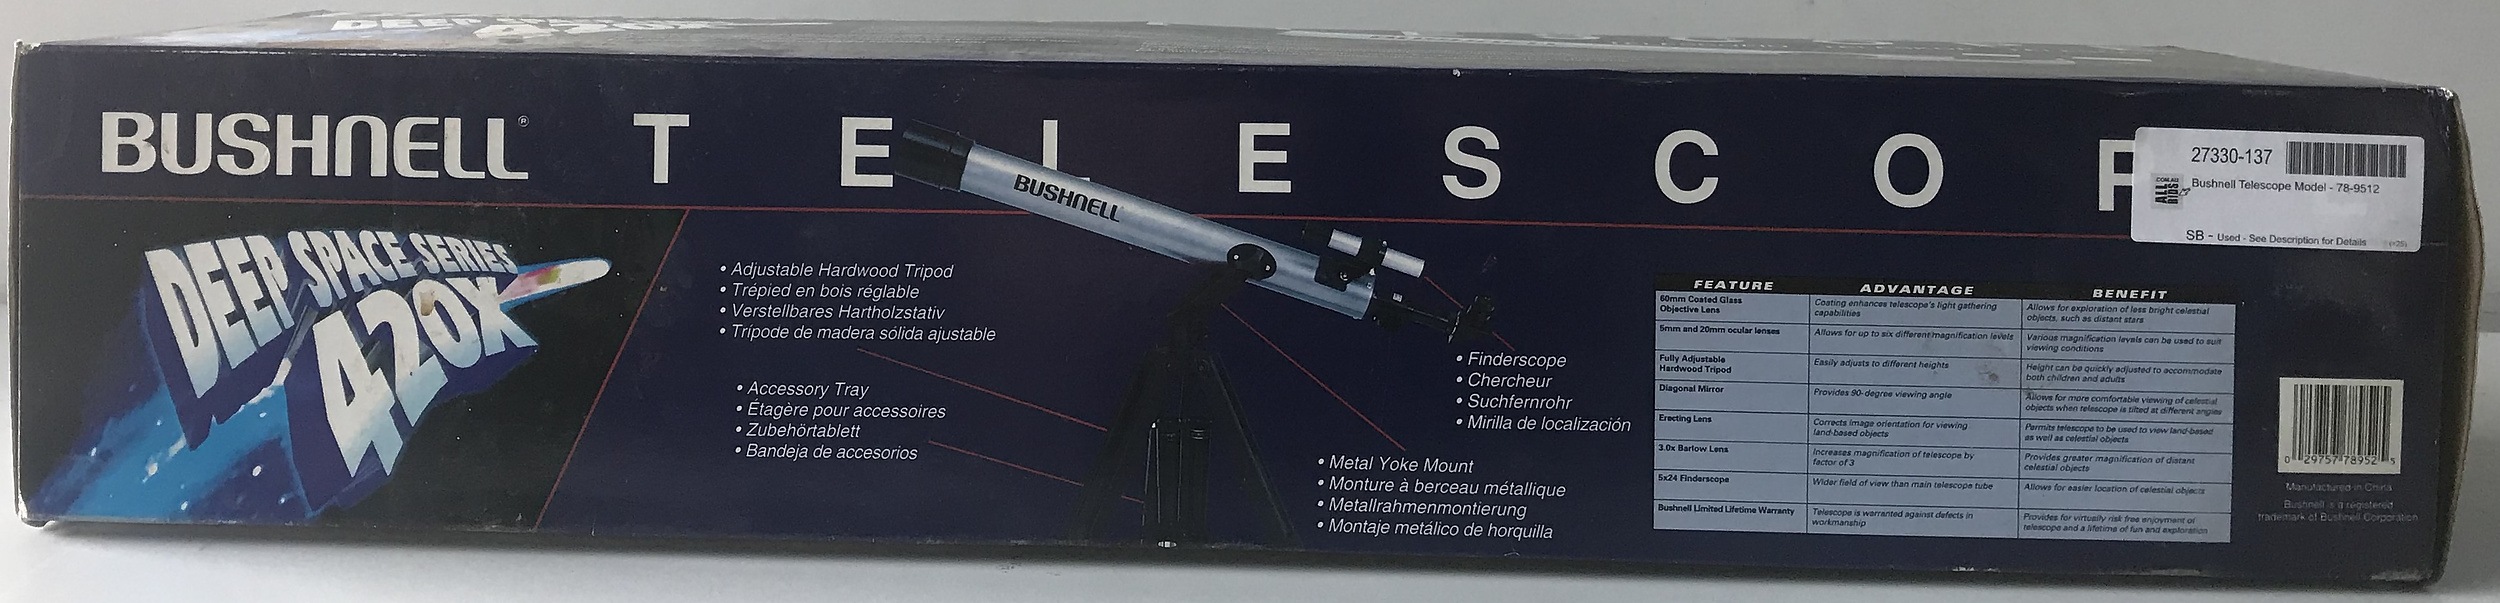 BUSHNELL® TELESCOP
27330-137
Bushnell Telescope Model - 78-9512
SB - Used - See Description for Details
DEEP SPACE SERIES
420X
BUSHNELL
• Adjustable Hardwood Tripod
• Trépied en bois réglable
• Verstellbares Hartholzstativ
• Trípode de madera sólida ajustable
• Accessory Tray
• Étagère pour accessoires
• Zubehörtablett
• Bandeja de accesorios
• Finderscope
• Chercheur
• Suchfernrohr
• Mirilla de localización
• Metal Yoke Mount
• Monture à berceau métallique
• Metallrahmenmontierung
• Montaje metálico de horquilla
FEATURE ADVANTAGE BENEFIT
60mm Coated Glass Objective Lens Coating enhances telescope's light gathering capabilities Allows for exploration of less bright celestial objects, such as distant stars
5mm and 20mm ocular lenses Allows for up to six different magnification levels Various magnification levels can be used to suit viewing conditions
Fully Adjustable Hardwood Tripod Easily adjusts to different heights Height can be quickly adjusted to accommodate both children and adults
Diagonal Mirror Provides 90-degree viewing angle Allows for more comfortable viewing of celestial objects when telescope is tilted at different angles
Erecting Lens Corrects image orientation for viewing land-based objects Permits telescope to be used to view land-based as well as celestial objects
3.0x Barlow Lens Increases magnification of telescope by factor of 3 Provides greater magnification of distant celestial objects
5x24 Finderscope Wider field of view than main telescope tube Allows for easier location of celestial objects
Bushnell Limited Lifetime Warranty Telescope is warranted against defects in workmanship Provides for virtually risk free enjoyment of telescope and a lifetime of fun and exploration
0 29757 78952 5
Manufactured in China
Bushnell is a registered
trademark of Bushnell Corporation